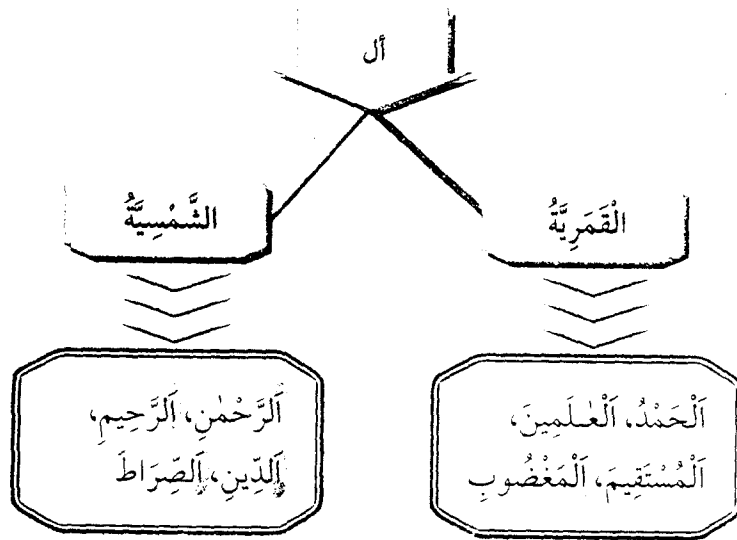 أل
الْقَمَرِيَّةُ
الشَّمْسِيَّةُ
اَلْحَمْدُ، اَلْعٰلَمِينَ،
اَلْمُسْتَقِيمَ، اَلْمَغْضُوبِ
اَلرَّحْمٰنِ، اَلرَّحِيمِ،
اَلدِّينِ، اَلصِّرَاطَ